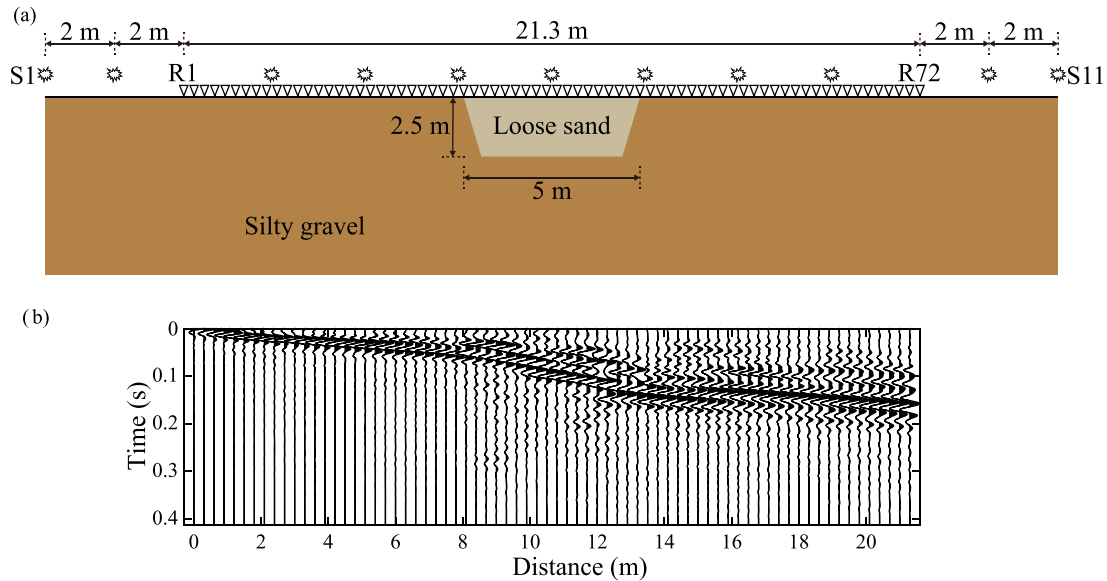 (a)
2 m 2 m 21.3 m 2 m 2 m
S1 R1 R72 S11
2.5 m Loose sand
5 m
Silty gravel
(b)
0
0.1
0.2
0.3
0.4
Time (s)
0 2 4 6 8 10 12 14 16 18 20
Distance (m)